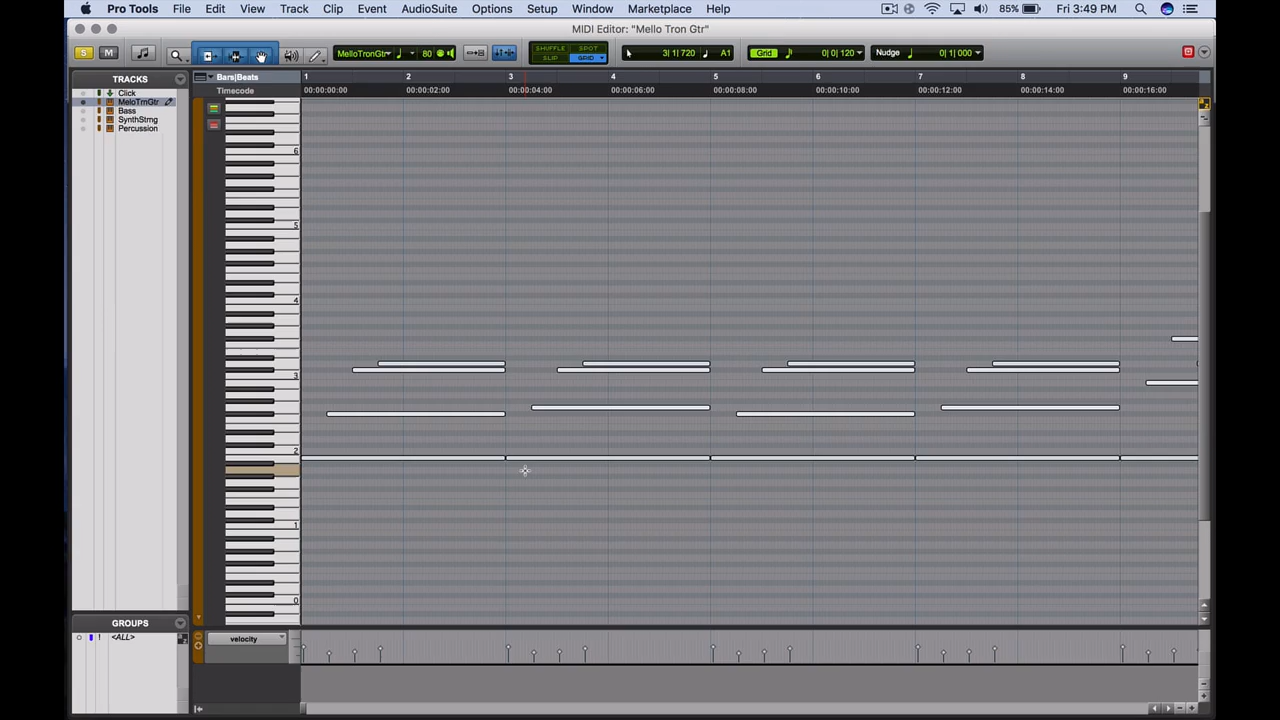 Pro Tools File Edit View Track Clip Event AudioSuite Options Setup Window Marketplace Help 85% Fri 3:49 PM
MIDI Editor: "Mello Tron Gtr"
S M MelloTronGtr 80 SHUFFLE SPOT 3| 1| 720 A1 Grid 0| 0| 120 Nudge 0| 1| 000
SLIP GRID
TRACKS Bars|Beats 1 2 3 4 5 6 7 8 9
Timecode 00:00:00:00 00:00:02:00 00:00:04:00 00:00:06:00 00:00:08:00 00:00:10:00 00:00:12:00 00:00:14:00 00:00:16:00
Click
MeloTrnGtr
Bass
SynthStrng
Percussion
6
5
4
3
2
1
0
GROUPS
! <ALL> a z
velocity